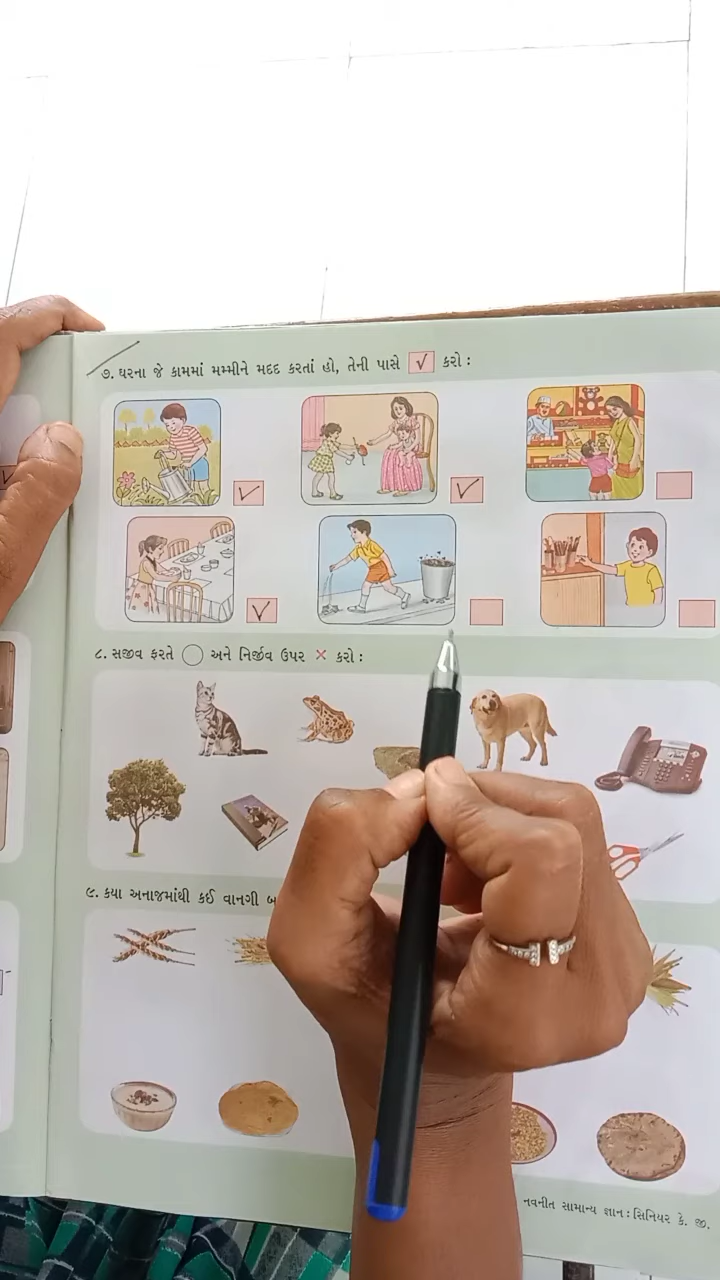 ૭. ઘરના જે કામમાં મમ્મીને મદદ કરતાં હો, તેની પાસે ✓ કરો :
૮. સજીવ ફરતે ◯ અને નિર્જીવ ઉપર × કરો :
૯. કયા અનાજમાંથી કઈ વાનગી
નવનીત સામાન્ય જ્ઞાન : સિનિયર કે. જી.